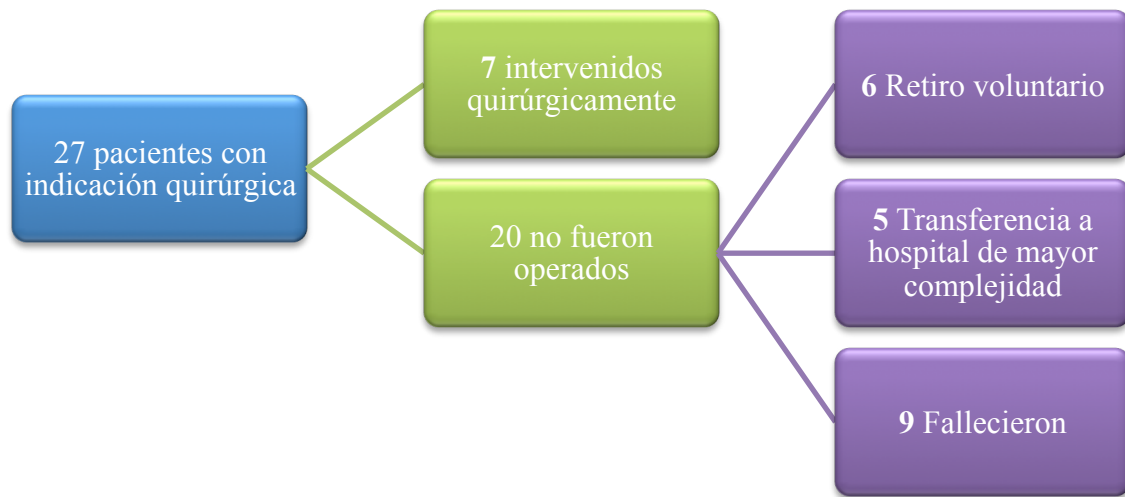 27 pacientes con
indicación quirúrgica
7 intervenidos
quirúrgicamente
20 no fueron
operados
6 Retiro voluntario
5 Transferencia a
hospital de mayor
complejidad
9 Fallecieron